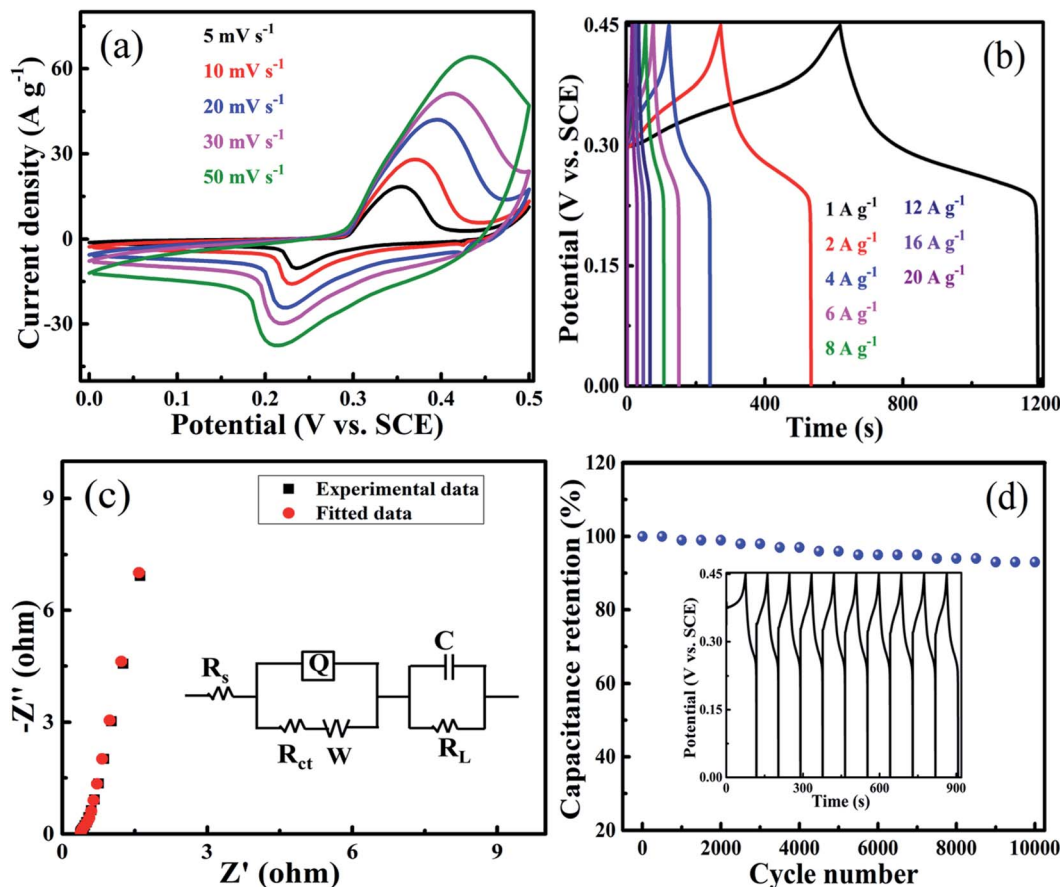 (a)
5 mV s⁻¹
10 mV s⁻¹
20 mV s⁻¹
30 mV s⁻¹
50 mV s⁻¹
Current density (A g⁻¹)
60
30
0
-30
0.0 0.1 0.2 0.3 0.4 0.5
Potential (V vs. SCE)
(b)
Potential (V vs. SCE)
0.45
0.30
0.15
0.00
1 A g⁻¹ 12 A g⁻¹
2 A g⁻¹ 16 A g⁻¹
4 A g⁻¹ 20 A g⁻¹
6 A g⁻¹
8 A g⁻¹
0 400 800 1200
Time (s)
(c)
Experimental data
Fitted data
-Z'' (ohm)
9
6
3
0
Rs Q C
Rct W RL
0 3 6 9
Z' (ohm)
(d)
Capacitance retention (%)
120
100
80
60
40
20
Potential (V vs. SCE)
0.45
0.30
0.15
0.00
0 150 300 450 600 750 900
Time (s)
0 2000 4000 6000 8000 10000
Cycle number